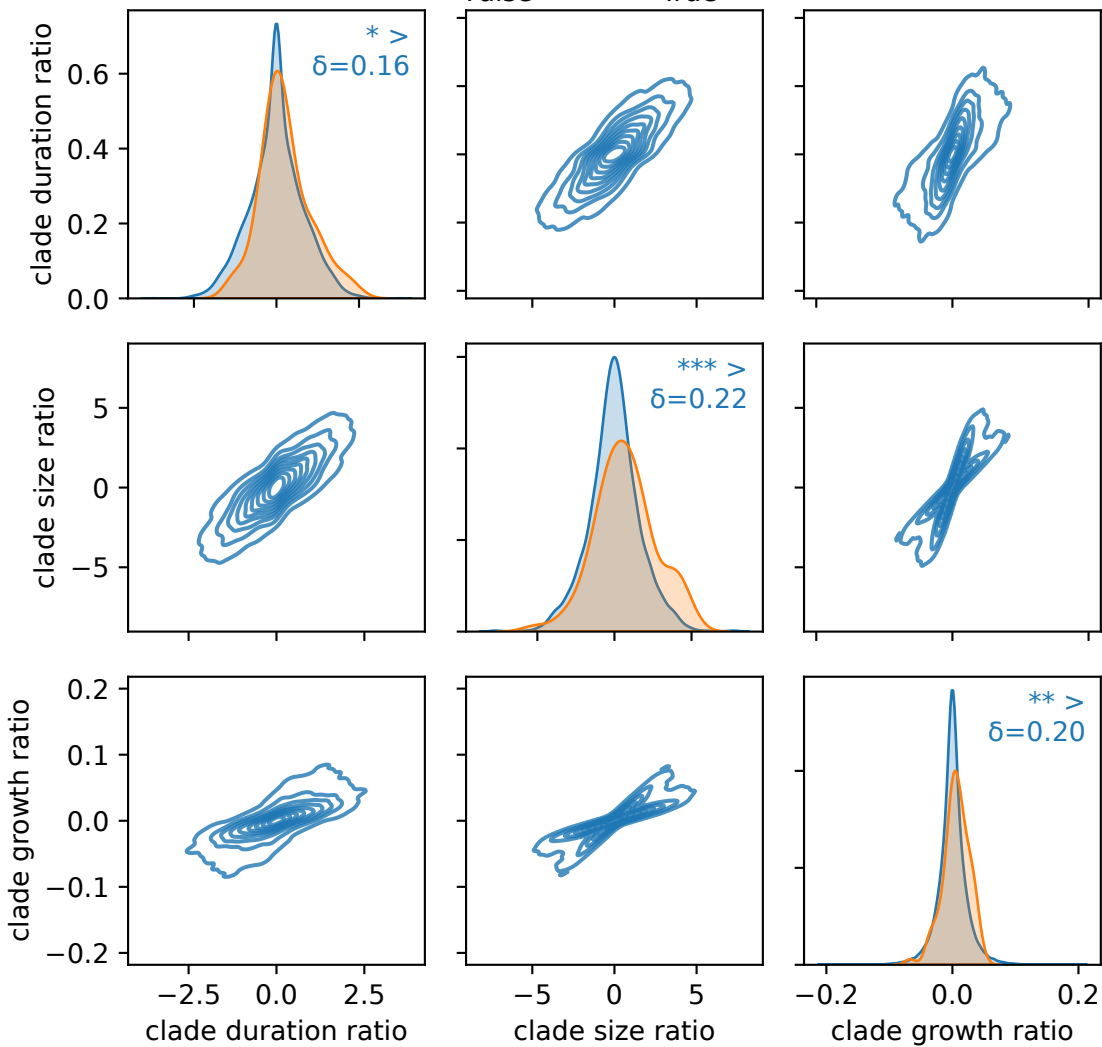 clade duration ratio
0.6
0.4
0.2
0.0
* >
δ=0.16
clade size ratio
5
0
−5
*** >
δ=0.22
clade growth ratio
0.2
0.1
0.0
−0.1
−0.2
** >
δ=0.20
−2.5 0.0 2.5
−5 0 5
−0.2 0.0 0.2
clade duration ratio
clade size ratio
clade growth ratio